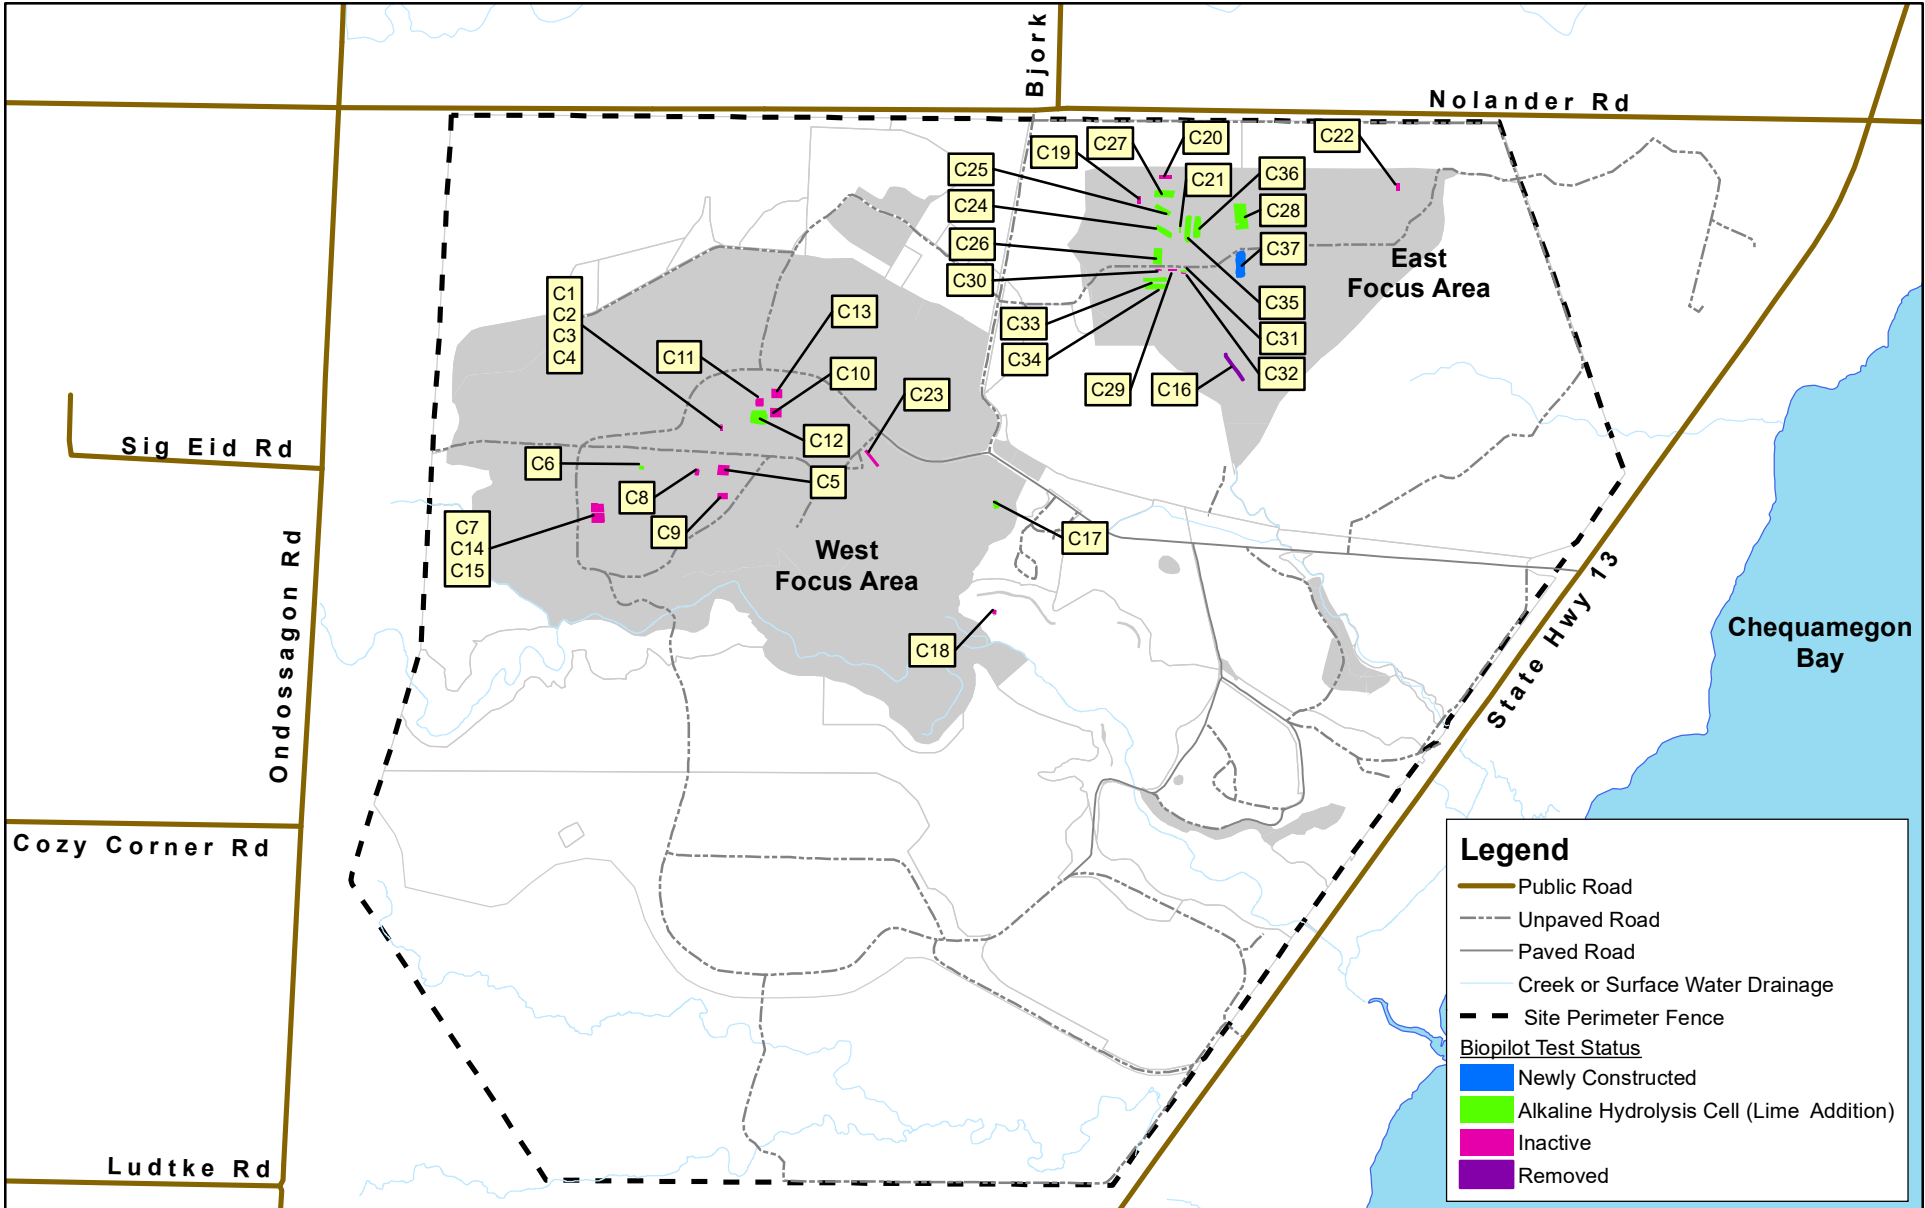 Bjork
Nolander Rd
C27
C20
C22
C19
C25
C21
C36
C24
C28
C26
C37
East
Focus Area
C30
C1
C2
C3
C4
C13
C35
C33
C31
C11
C34
C10
C32
C29
C16
C23
C12
Sig Eid Rd
C6
C5
C8
C9
C7
C14
C15
C17
West
Focus Area
Ondossagon Rd
State Hwy 13
C18
Chequamegon
Bay
Cozy Corner Rd
Ludtke Rd
Legend
Public Road
Unpaved Road
Paved Road
Creek or Surface Water Drainage
Site Perimeter Fence
Biopilot Test Status
Newly Constructed
Alkaline Hydrolysis Cell (Lime Addition)
Inactive
Removed